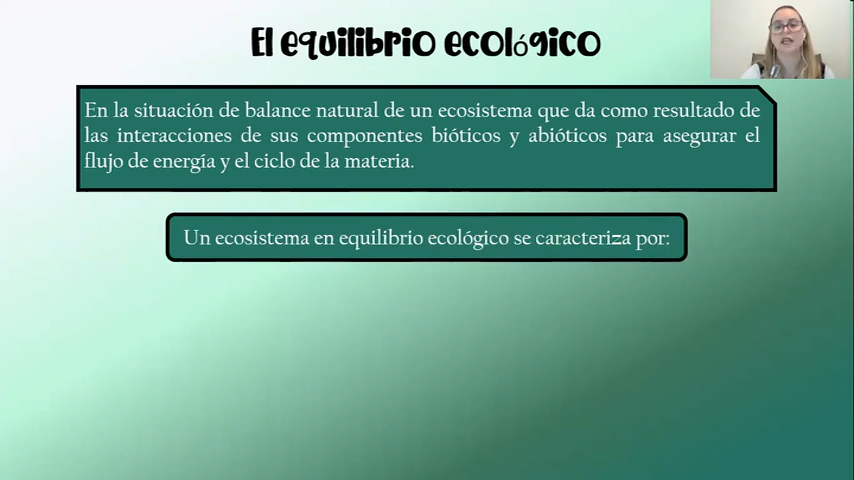 El equilibrio ecológico
En la situación de balance natural de un ecosistema que da como resultado de
las interacciones de sus componentes bióticos y abióticos para asegurar el
flujo de energía y el ciclo de la materia.
Un ecosistema en equilibrio ecológico se caracteriza por: